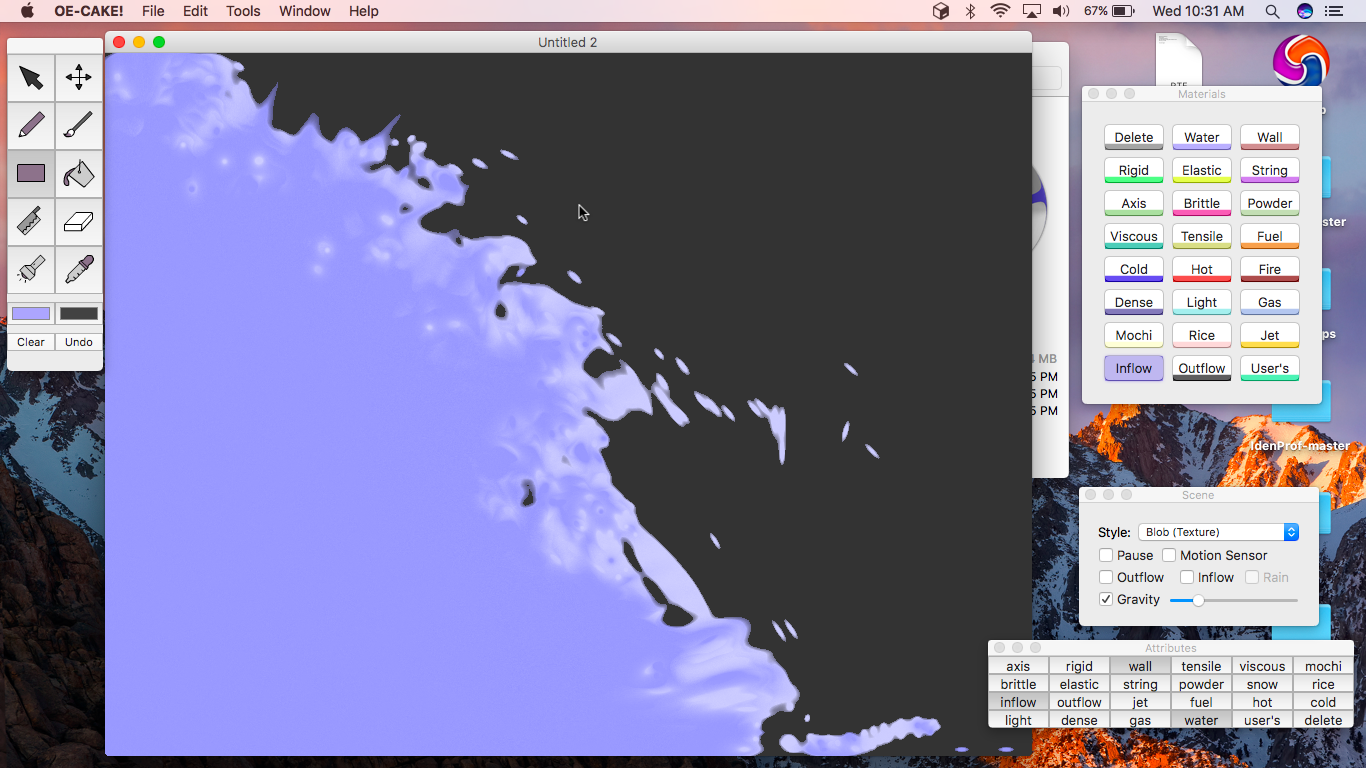 OE-CAKE! File Edit Tools Window Help 67% Wed 10:31 AM
Untitled 2
Clear Undo
Materials
Delete Water Wall
Rigid Elastic String
Axis Brittle Powder
Viscous Tensile Fuel
Cold Hot Fire
Dense Light Gas
Mochi Rice Jet
Inflow Outflow User's
MB
5 PM
5 PM
5 PM
ster
ps
IdenProf-master
Scene
Style: Blob (Texture)
Pause Motion Sensor
Outflow Inflow Rain
Gravity
Attributes
axis rigid wall tensile viscous mochi
brittle elastic string powder snow rice
inflow outflow jet fuel hot cold
light dense gas water user's delete